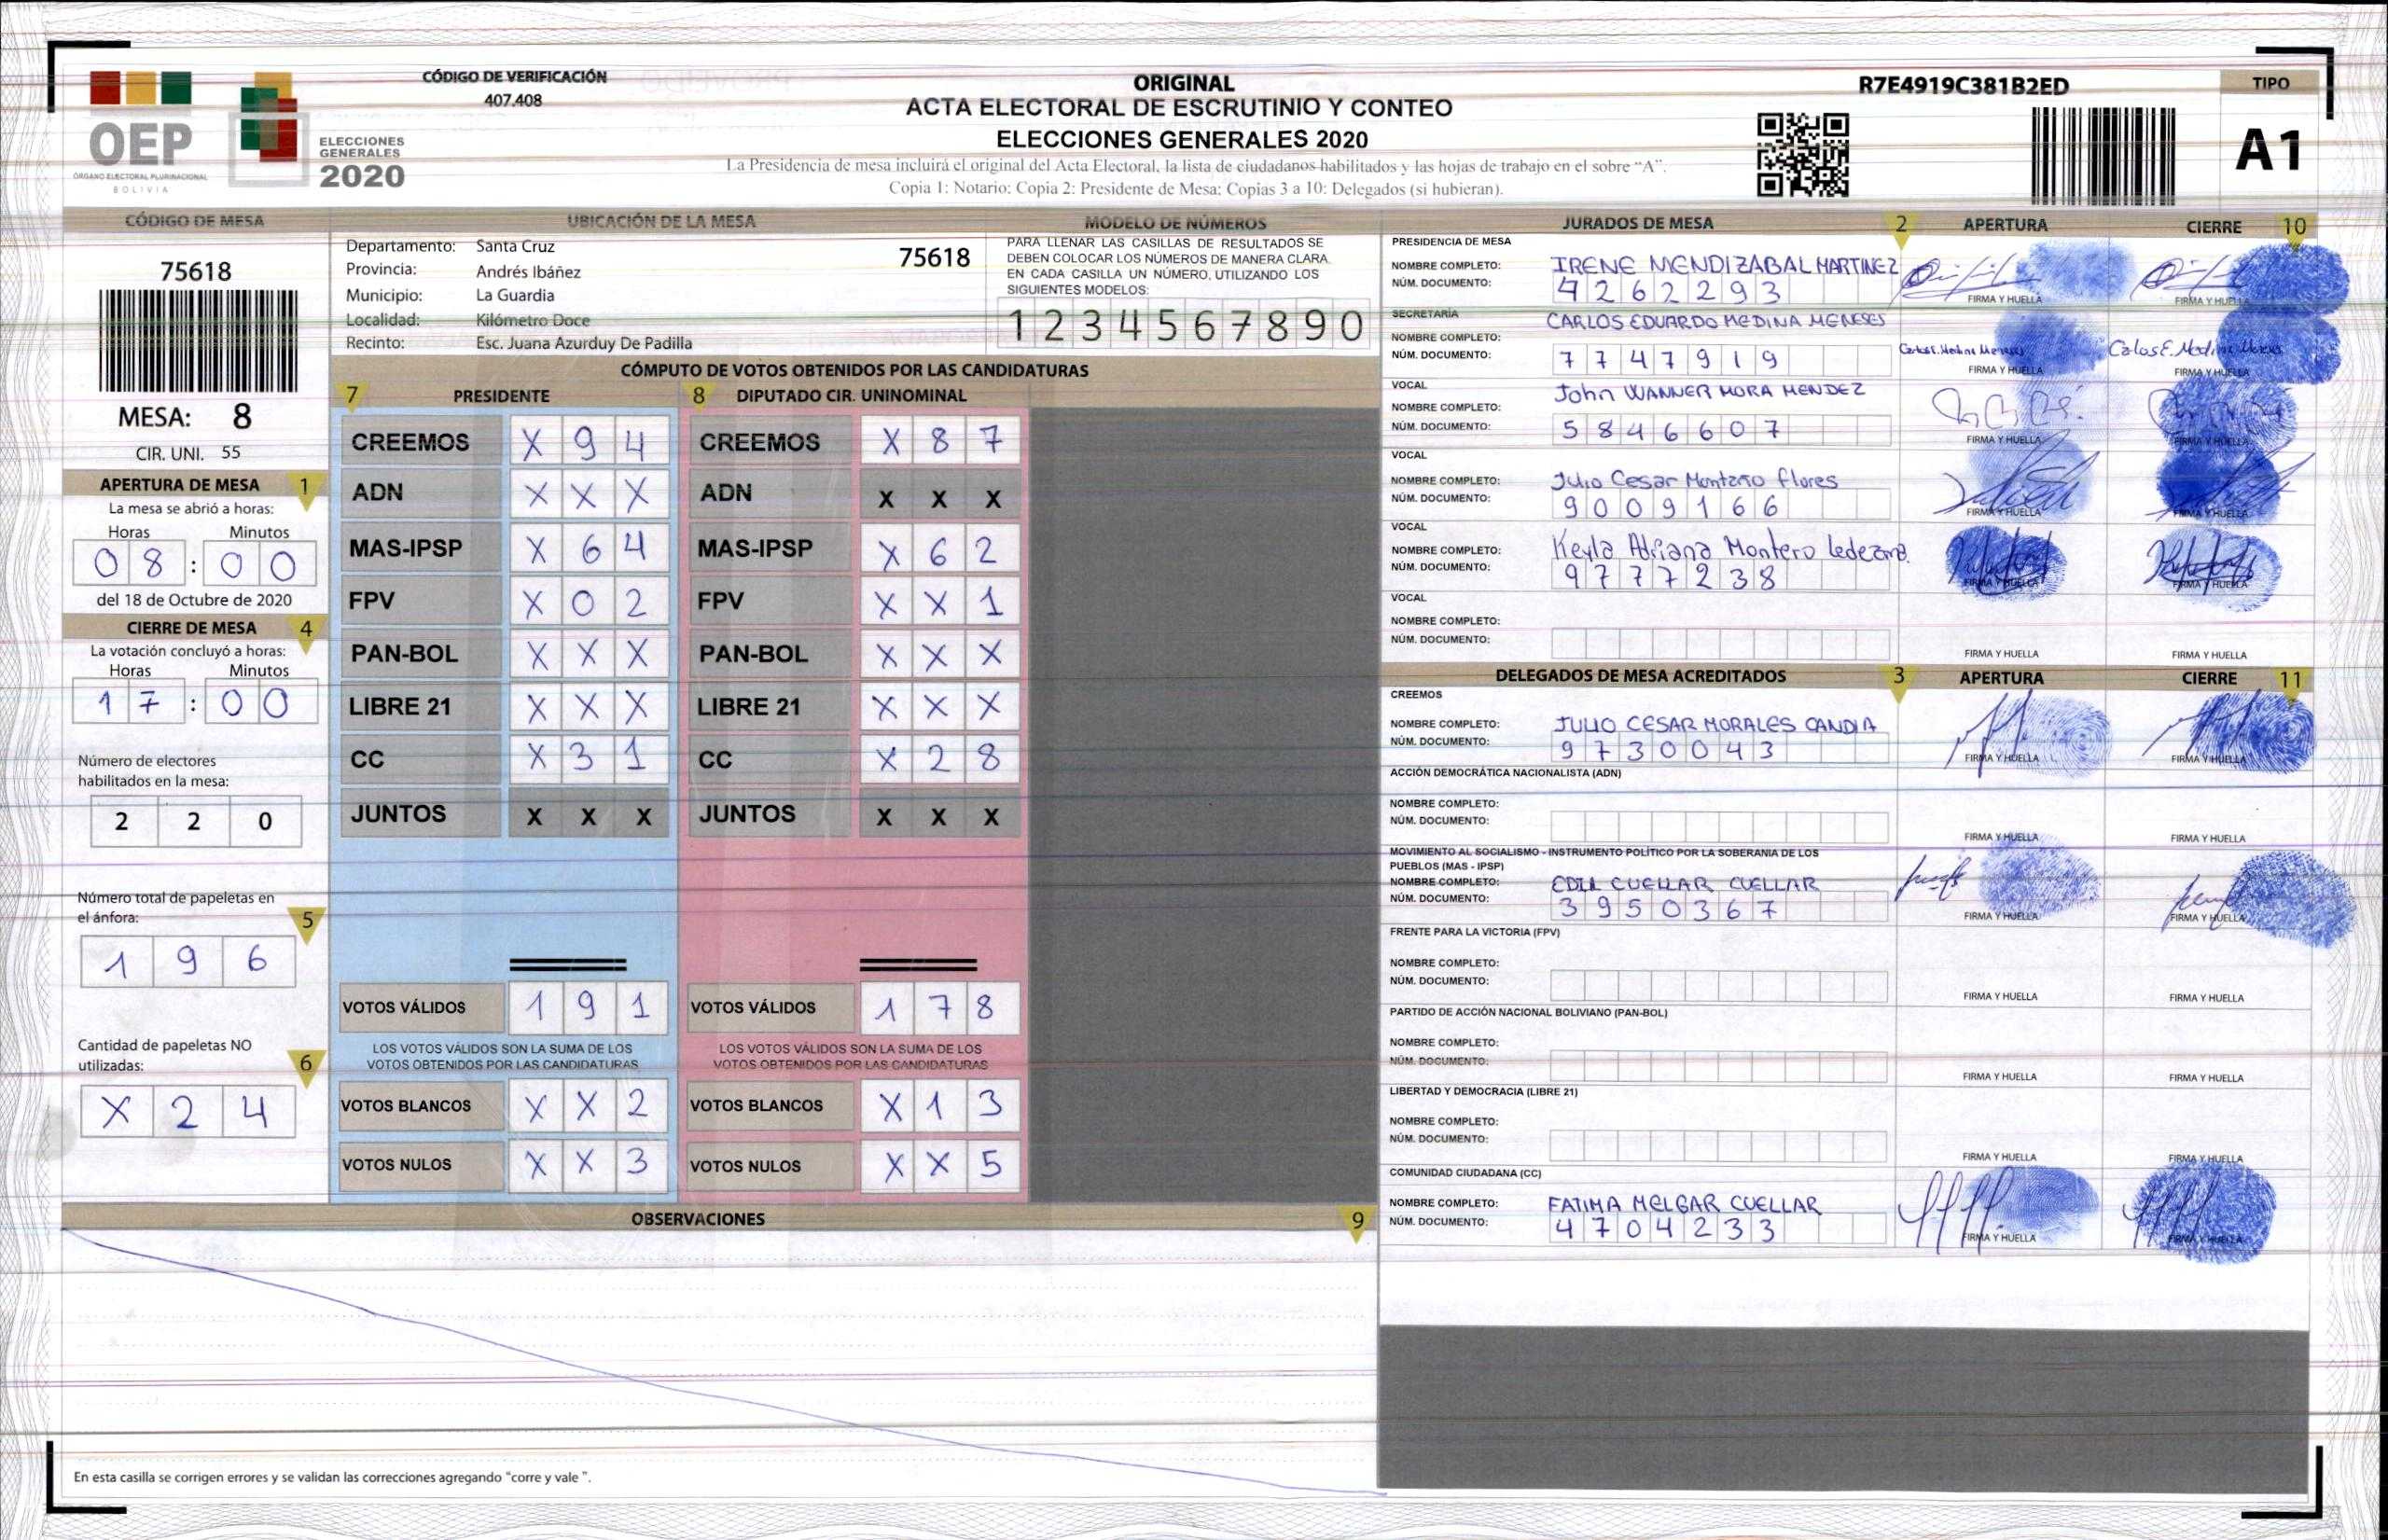 CÓDIGO DE VERIFICACIÓN
407.408
OEP
ÓRGANO ELECTORAL PLURINACIONAL
BOLIVIA
ELECCIONES
GENERALES
2020
ORIGINAL
ACTA ELECTORAL DE ESCRUTINIO Y CONTEO
ELECCIONES GENERALES 2020
La Presidencia de mesa incluirá el original del Acta Electoral, la lista de ciudadanos habilitados y las hojas de trabajo en el sobre "A".
Copia 1: Notario; Copia 2: Presidente de Mesa; Copias 3 a 10: Delegados (si hubieran).
R7E4919C381B2ED
TIPO
A1
CÓDIGO DE MESA
75618
MESA: 8
CIR. UNI. 55
APERTURA DE MESA 1
La mesa se abrió a horas:
Horas Minutos
0 8 : 0 0
del 18 de Octubre de 2020
CIERRE DE MESA 4
La votación concluyó a horas:
Horas Minutos
1 7 : 0 0
Número de electores
habilitados en la mesa:
2 2 0
Número total de papeletas en
el ánfora: 5
1 9 6
Cantidad de papeletas NO
utilizadas: 6
X 2 4
UBICACIÓN DE LA MESA
Departamento: Santa Cruz
75618
Provincia: Andrés Ibáñez
Municipio: La Guardia
Localidad: Kilómetro Doce
Recinto: Esc. Juana Azurduy De Padilla
MODELO DE NÚMEROS
PARA LLENAR LAS CASILLAS DE RESULTADOS SE
DEBEN COLOCAR LOS NÚMEROS DE MANERA CLARA.
EN CADA CASILLA UN NÚMERO, UTILIZANDO LOS
SIGUIENTES MODELOS:
1 2 3 4 5 6 7 8 9 0
CÓMPUTO DE VOTOS OBTENIDOS POR LAS CANDIDATURAS
7 PRESIDENTE 8 DIPUTADO CIR. UNINOMINAL
CREEMOS X 9 4 CREEMOS X 8 7
ADN X X X ADN X X X
MAS-IPSP X 6 4 MAS-IPSP X 6 2
FPV X 0 2 FPV X X 1
PAN-BOL X X X PAN-BOL X X X
LIBRE 21 X X X LIBRE 21 X X X
CC X 3 1 CC X 2 8
JUNTOS X X X JUNTOS X X X
VOTOS VÁLIDOS 1 9 1 VOTOS VÁLIDOS 1 7 8
LOS VOTOS VÁLIDOS SON LA SUMA DE LOS LOS VOTOS VÁLIDOS SON LA SUMA DE LOS
VOTOS OBTENIDOS POR LAS CANDIDATURAS VOTOS OBTENIDOS POR LAS CANDIDATURAS
VOTOS BLANCOS X X 2 VOTOS BLANCOS X 1 3
VOTOS NULOS X X 3 VOTOS NULOS X X 5
OBSERVACIONES 9
En esta casilla se corrigen errores y se validan las correcciones agregando "corre y vale ".
JURADOS DE MESA 2 APERTURA CIERRE 10
PRESIDENCIA DE MESA
NOMBRE COMPLETO: IRENE MENDIZABAL MARTINEZ
NÚM. DOCUMENTO: 4262293
FIRMA Y HUELLA FIRMA Y HUELLA
SECRETARÍA
NOMBRE COMPLETO: CARLOS EDUARDO MEDINA MENESES
NÚM. DOCUMENTO: 7747919
FIRMA Y HUELLA FIRMA Y HUELLA
VOCAL
NOMBRE COMPLETO: John WANNER MORA MENDEZ
NÚM. DOCUMENTO: 5846607
FIRMA Y HUELLA FIRMA Y HUELLA
VOCAL
NOMBRE COMPLETO: Julio Cesar Montaño flores
NÚM. DOCUMENTO: 9009166
FIRMA Y HUELLA FIRMA Y HUELLA
VOCAL
NOMBRE COMPLETO: Keyla Adriana Montero ledezma
NÚM. DOCUMENTO: 9777238
FIRMA Y HUELLA FIRMA Y HUELLA
VOCAL
NOMBRE COMPLETO:
NÚM. DOCUMENTO:
FIRMA Y HUELLA FIRMA Y HUELLA
DELEGADOS DE MESA ACREDITADOS 3 APERTURA CIERRE 11
CREEMOS
NOMBRE COMPLETO: JULIO CESAR MORALES CANDIA
NÚM. DOCUMENTO: 9730043
FIRMA Y HUELLA FIRMA Y HUELLA
ACCIÓN DEMOCRÁTICA NACIONALISTA (ADN)
NOMBRE COMPLETO:
NÚM. DOCUMENTO:
FIRMA Y HUELLA FIRMA Y HUELLA
MOVIMIENTO AL SOCIALISMO - INSTRUMENTO POLÍTICO POR LA SOBERANIA DE LOS
PUEBLOS (MAS - IPSP)
NOMBRE COMPLETO: EDIL CUELLAR CUELLAR
NÚM. DOCUMENTO: 3950367
FIRMA Y HUELLA FIRMA Y HUELLA
FRENTE PARA LA VICTORIA (FPV)
NOMBRE COMPLETO:
NÚM. DOCUMENTO:
FIRMA Y HUELLA FIRMA Y HUELLA
PARTIDO DE ACCIÓN NACIONAL BOLIVIANO (PAN-BOL)
NOMBRE COMPLETO:
NÚM. DOCUMENTO:
FIRMA Y HUELLA FIRMA Y HUELLA
LIBERTAD Y DEMOCRACIA (LIBRE 21)
NOMBRE COMPLETO:
NÚM. DOCUMENTO:
FIRMA Y HUELLA FIRMA Y HUELLA
COMUNIDAD CIUDADANA (CC)
NOMBRE COMPLETO: FATIMA MELGAR CUELLAR
NÚM. DOCUMENTO: 4704233
FIRMA Y HUELLA FIRMA Y HUELLA